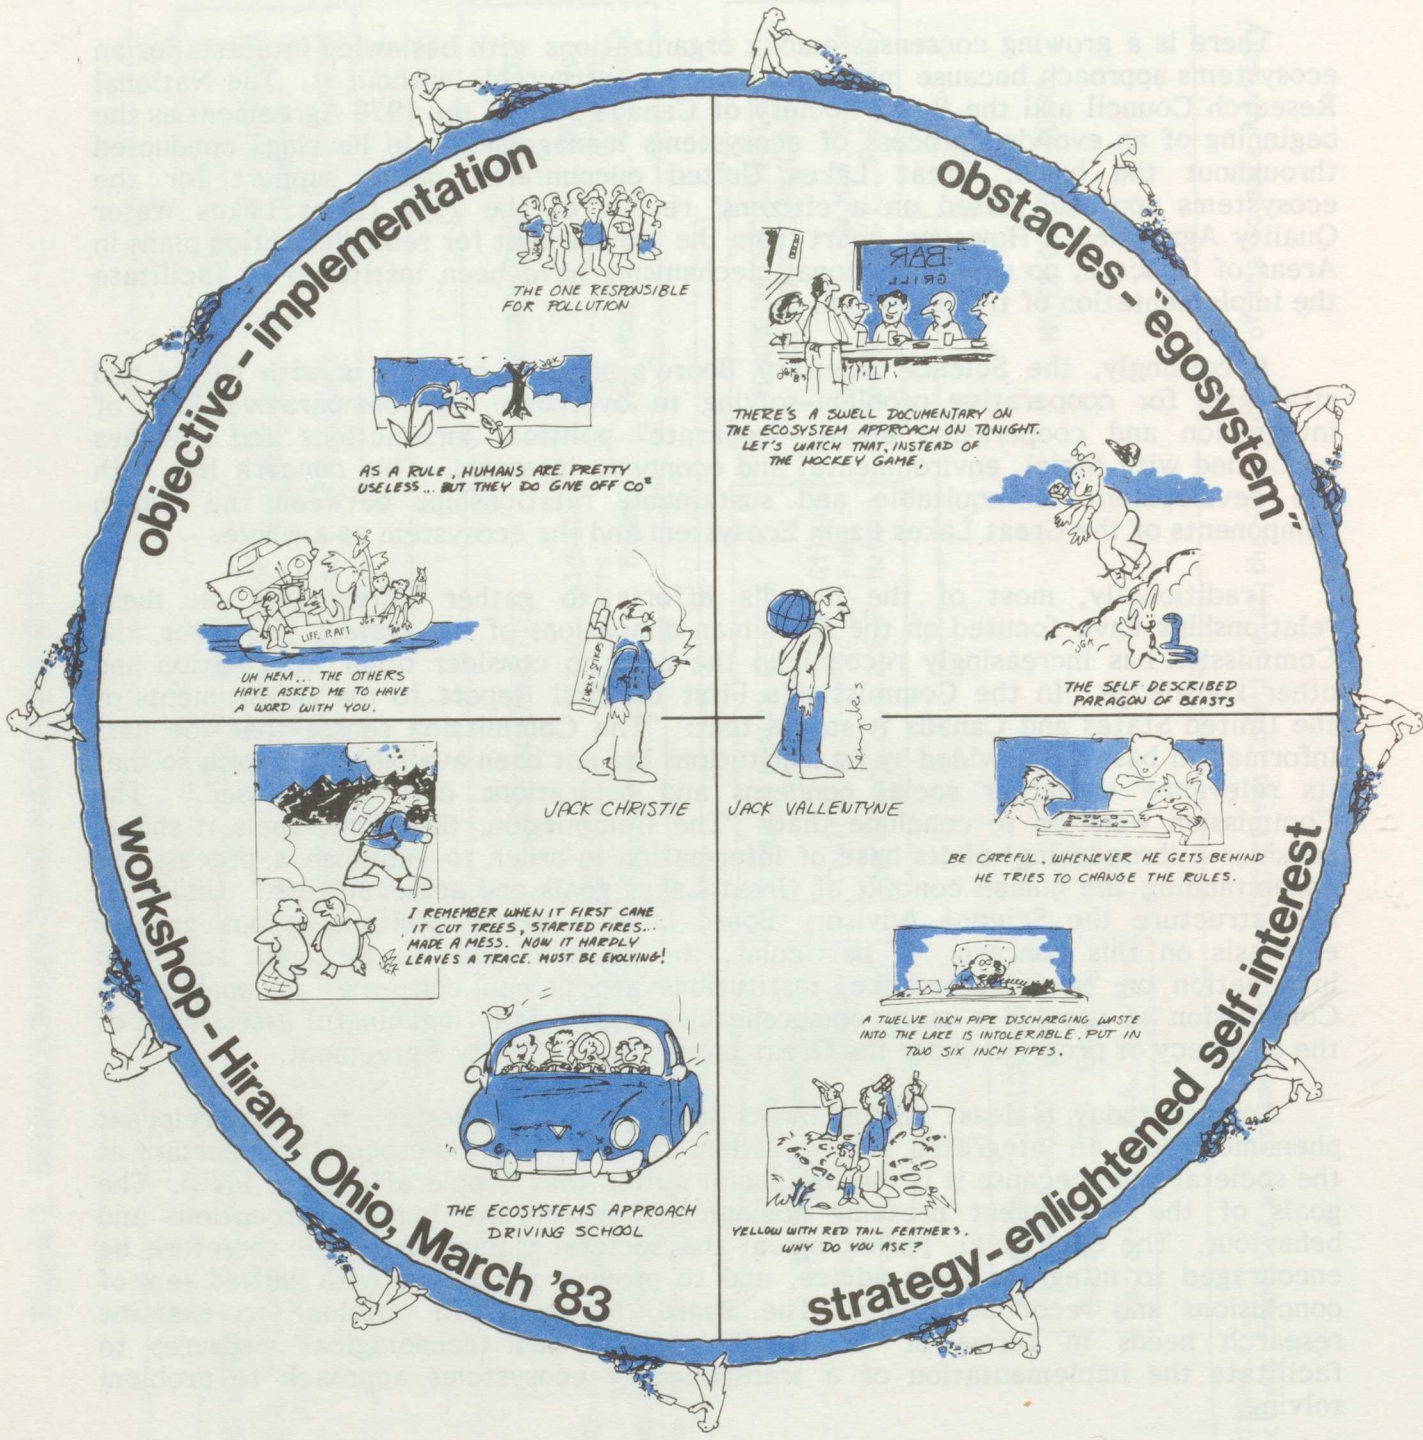 objective - implementation
obstacles - "egosystem"
THE ONE RESPONSIBLE
FOR POLLUTION
AS A RULE, HUMANS ARE PRETTY
USELESS... BUT THEY DO GIVE OFF CO²
LIFE RAFT
JGK
UH HEM... THE OTHERS
HAVE ASKED ME TO HAVE
A WORD WITH YOU.
BAR
GRILL
JGK
83
THERE'S A SWELL DOCUMENTARY ON
THE ECOSYSTEM APPROACH ON TONIGHT.
LET'S WATCH THAT, INSTEAD OF
THE HOCKEY GAME.
JGK
THE SELF DESCRIBED
PARAGON OF BEASTS
JACK CHRISTIE
JACK VALLENTYNE
I REMEMBER WHEN IT FIRST CAME
IT CUT TREES, STARTED FIRES...
MADE A MESS. NOW IT HARDLY
LEAVES A TRACE. MUST BE EVOLVING!
JGK
THE ECOSYSTEMS APPROACH
DRIVING SCHOOL
BE CAREFUL, WHENEVER HE GETS BEHIND
HE TRIES TO CHANGE THE RULES.
A TWELVE INCH PIPE DISCHARGING WASTE
INTO THE LAKE IS INTOLERABLE. PUT IN
TWO SIX INCH PIPES.
YELLOW WITH RED TAIL FEATHERS.
WHY DO YOU ASK?
workshop - Hiram, Ohio, March '83
strategy - enlightened self-interest